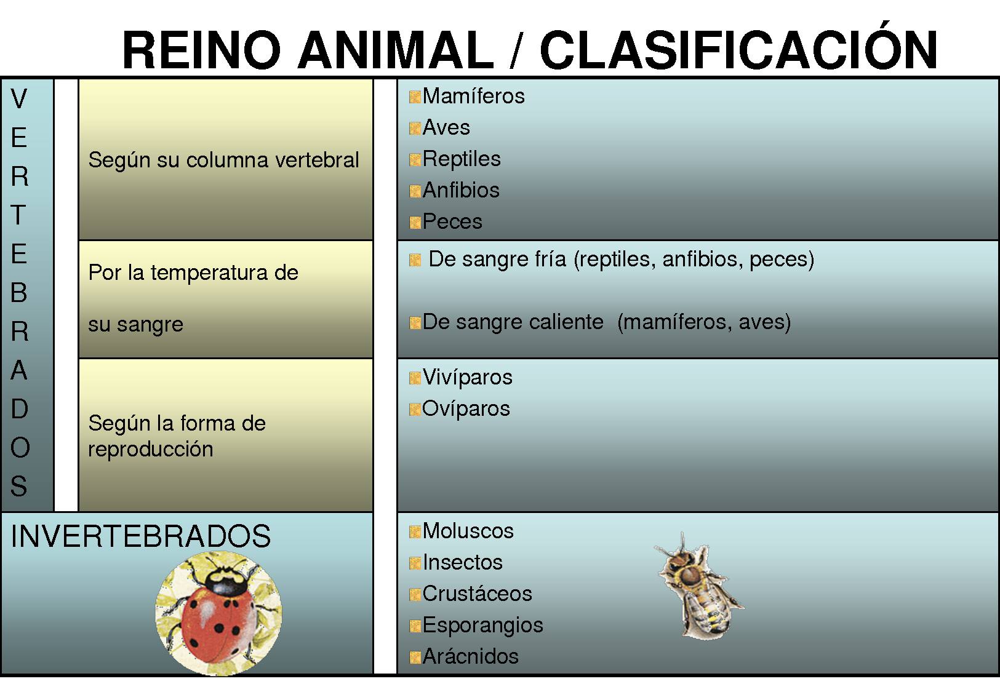 REINO ANIMAL / CLASIFICACIÓN
VERTEBRADOS
Según su columna vertebral
Mamíferos
Aves
Reptiles
Anfibios
Peces
Por la temperatura de
su sangre
De sangre fría (reptiles, anfibios, peces)
De sangre caliente (mamíferos, aves)
Según la forma de
reproducción
Vivíparos
Ovíparos
INVERTEBRADOS
Moluscos
Insectos
Crustáceos
Esporangios
Arácnidos